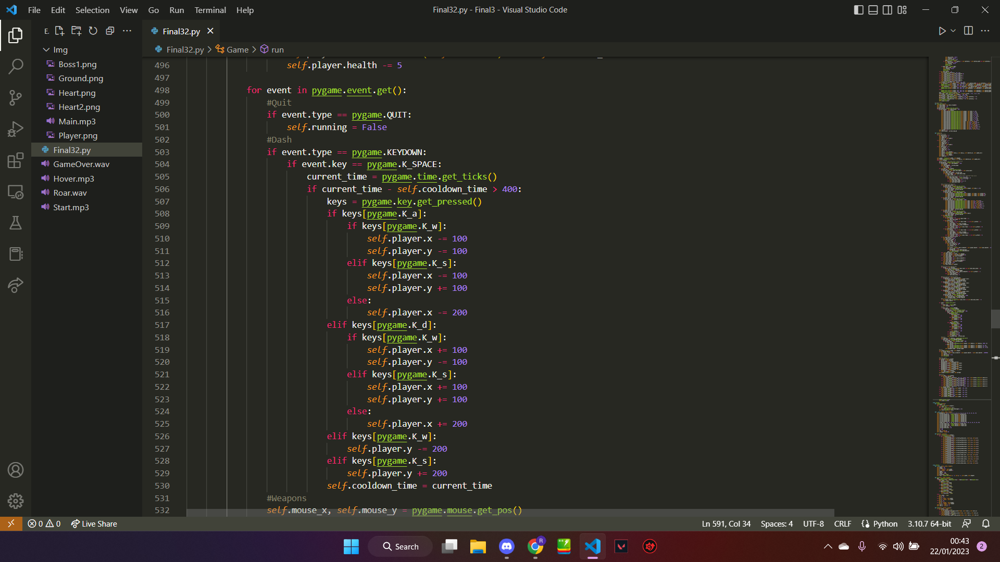 File Edit Selection View Go Run Terminal Help
Final32.py - Final3 - Visual Studio Code
E.
Final32.py
Final32.py > Game > run
Img
Boss1.png
Ground.png
Heart.png
Heart2.png
Main.mp3
Player.png
Final32.py
GameOver.wav
Hover.mp3
Roar.wav
Start.mp3
496 self.player.health -= 5
497
498 for event in pygame.event.get():
499 #Quit
500 if event.type == pygame.QUIT:
501 self.running = False
502 #Dash
503 if event.type == pygame.KEYDOWN:
504 if event.key == pygame.K_SPACE:
505 current_time = pygame.time.get_ticks()
506 if current_time - self.cooldown_time > 400:
507 keys = pygame.key.get_pressed()
508 if keys[pygame.K_a]:
509 if keys[pygame.K_w]:
510 self.player.x -= 100
511 self.player.y -= 100
512 elif keys[pygame.K_s]:
513 self.player.x -= 100
514 self.player.y += 100
515 else:
516 self.player.x -= 200
517 elif keys[pygame.K_d]:
518 if keys[pygame.K_w]:
519 self.player.x += 100
520 self.player.y -= 100
521 elif keys[pygame.K_s]:
522 self.player.x += 100
523 self.player.y += 100
524 else:
525 self.player.x += 200
526 elif keys[pygame.K_w]:
527 self.player.y -= 200
528 elif keys[pygame.K_s]:
529 self.player.y += 200
530 self.cooldown_time = current_time
531 #Weapons
532 self.mouse_x, self.mouse_y = pygame.mouse.get_pos()
0 0 Live Share
Ln 591, Col 34 Spaces: 4 UTF-8 CRLF Python 3.10.7 64-bit
Search
R
00:43
22/01/2023
2